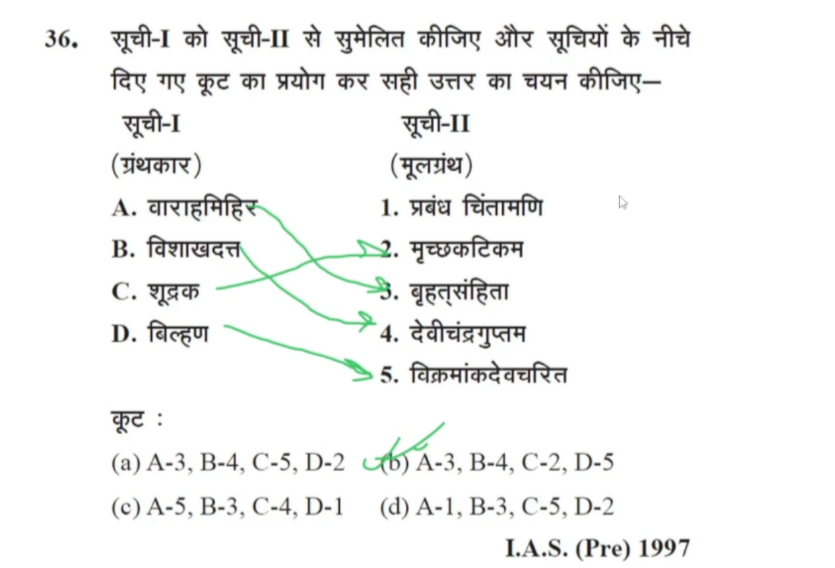 36. सूची-I को सूची-II से सुमेलित कीजिए और सूचियों के नीचे
दिए गए कूट का प्रयोग कर सही उत्तर का चयन कीजिए–
सूची-I सूची-II
(ग्रंथकार) (मूलग्रंथ)
A. वाराहमिहिर 1. प्रबंध चिंतामणि
B. विशाखदत्त 2. मृच्छकटिकम
C. शूद्रक 3. बृहत्संहिता
D. बिल्हण 4. देवीचंद्रगुप्तम
5. विक्रमांकदेवचरित
कूट :
(a) A-3, B-4, C-5, D-2 (b) A-3, B-4, C-2, D-5
(c) A-5, B-3, C-4, D-1 (d) A-1, B-3, C-5, D-2
I.A.S. (Pre) 1997